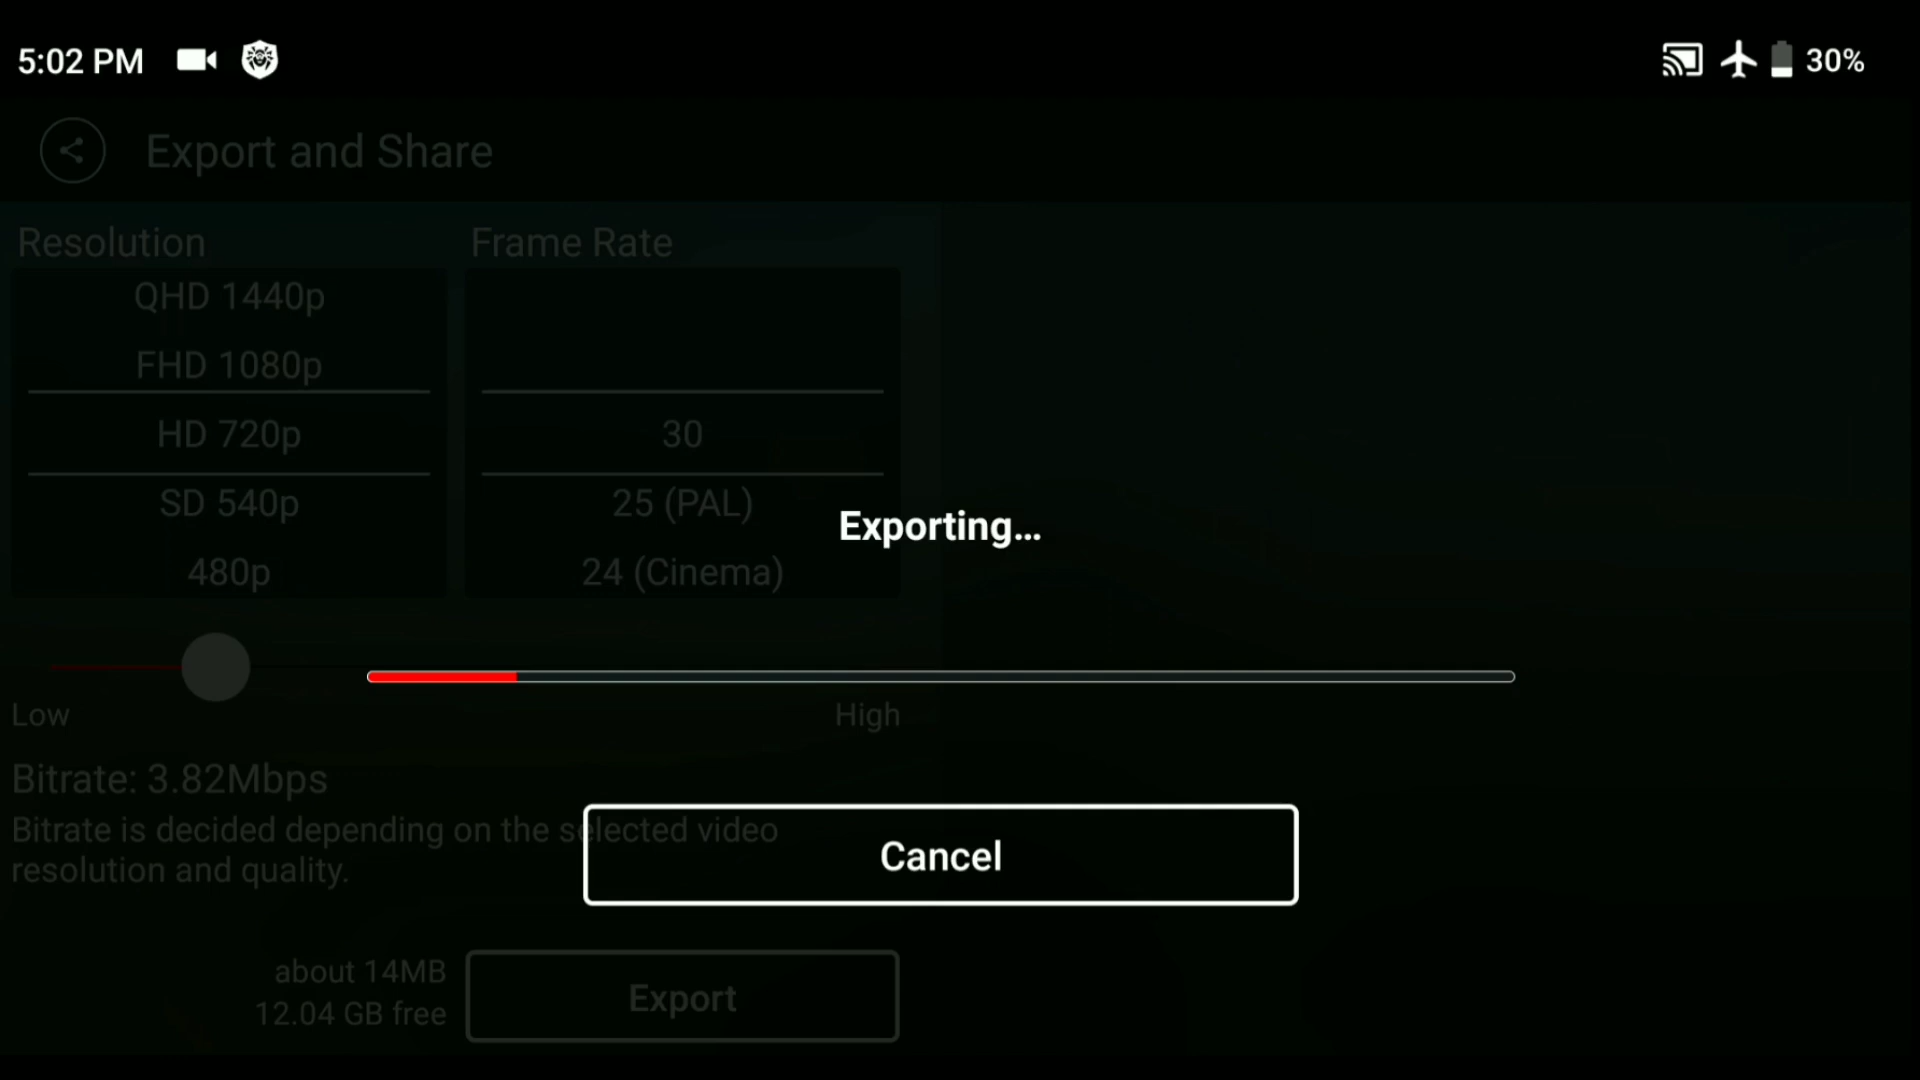 5:02 PM
30%
Export and Share
Resolution
Frame Rate
QHD 1440p
FHD 1080p
HD 720p
30
SD 540p
25 (PAL)
480p
24 (Cinema)
Exporting...
Low
High
Bitrate: 3.82Mbps
Bitrate is decided depending on the selected video
resolution and quality.
Cancel
about 14MB
12.04 GB free
Export